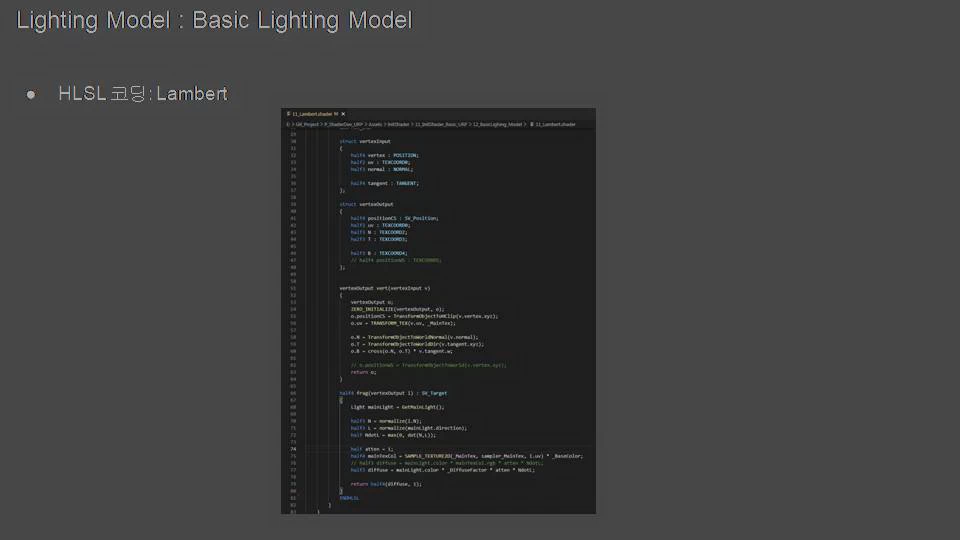 Lighting Model : Basic Lighting Model
● HLSL 코딩: Lambert
11_Lambert.shader M ×
> P_ShaderDev_URP > Assets > InitShader > 11_InitShader_Basic_URP > 12_BasicLighing_Model > 11_Lambert.shader
29
30 struct vertexInput
31 {
32 half4 vertex : POSITION;
33 half2 uv : TEXCOORD0;
34 half3 normal : NORMAL;
35
36 half4 tangent : TANGENT;
37 };
38
39 struct vertexOutput
40 {
41 half4 positionCS : SV_Position;
42 half2 uv : TEXCOORD0;
43 half3 N : TEXCOORD2;
44 half3 T : TEXCOORD3;
45
46 half3 B : TEXCOORD4;
47 // half4 positionWS : TEXCOORD5;
48 };
49
50
51 vertexOutput vert(vertexInput v)
52 {
53 vertexOutput o;
54 ZERO_INITIALIZE(vertexOutput, o);
55 o.positionCS = TransformObjectToHClip(v.vertex.xyz);
56 o.uv = TRANSFORM_TEX(v.uv, _MainTex);
57
58 o.N = TransformObjectToWorldNormal(v.normal);
59 o.T = TransformObjectToWorldDir(v.tangent.xyz);
60 o.B = cross(o.N, o.T) * v.tangent.w;
61
62 // o.positionWS = TransformObjectToWorld(v.vertex.xyz);
63 return o;
64 }
65
66 half4 frag(vertexOutput i) : SV_Target
67 {
68 Light mainLight = GetMainLight();
69
70 half3 N = normalize(i.N);
71 half3 L = normalize(mainLight.direction);
72 half NdotL = max(0, dot(N,L));
73
74 half atten = 1;
75 half4 mainTexCol = SAMPLE_TEXTURE2D(_MainTex, sampler_MainTex, i.uv) * _BaseColor;
76 // half3 diffuse = mainLight.color * mainTexCol.rgb * atten * NdotL;
77 half3 diffuse = mainLight.color * _DiffuseFactor * atten * NdotL;
78
79 return half4(diffuse, 1);
80 }
81 ENDHLSL
82 }
83 }